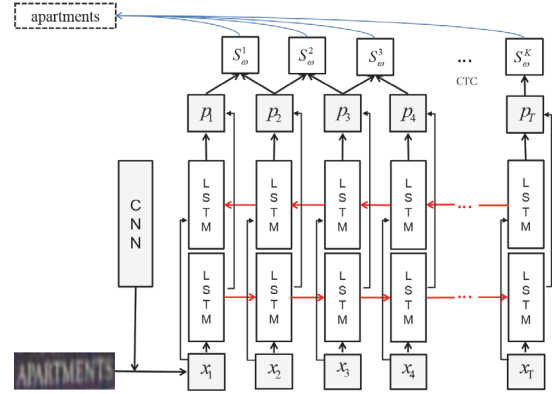 apartments
S_ω^1 S_ω^2 S_ω^3 ... S_ω^K
CTC
p_1 p_2 p_3 p_4 p_T
CNN
LSTM LSTM LSTM LSTM ... LSTM
LSTM LSTM LSTM LSTM ... LSTM
APARTMENTS x_1 x_2 x_3 x_4 x_T